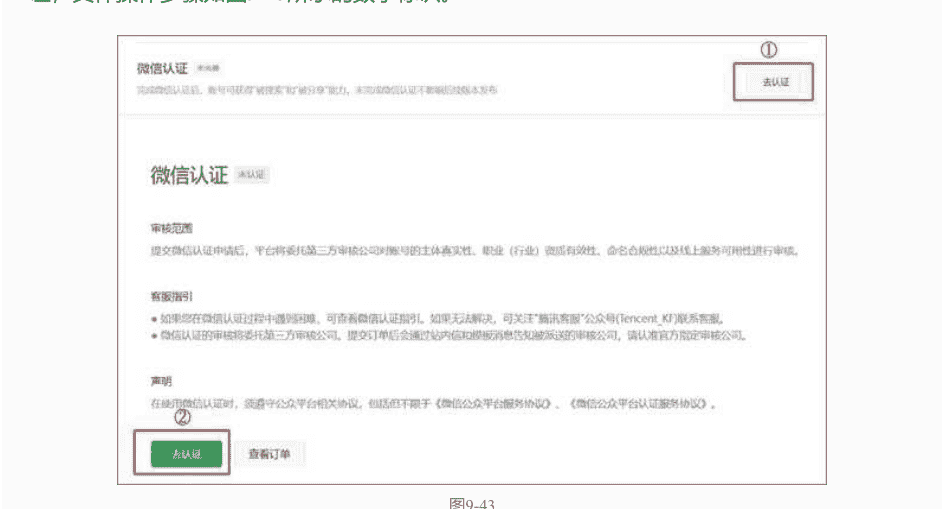 ①
微信认证 未完善
去认证
完成微信认证后，账号可获得"被搜索"和"被分享"能力，未完成微信认证不影响后续版本发布
微信认证 未认证
审核范围
提交微信认证申请后，平台将委托第三方审核公司对账号的主体真实性、职业（行业）资质有效性、命名合规性以及线上服务可用性进行审核。
客服指引
● 如果您在微信认证过程中遇到困难，可查看微信认证指引。如果无法解决，可关注"腾讯客服"公众号(Tencent_KF)联系客服。
● 微信认证的审核将委托第三方审核公司。提交订单后会通过站内信和模板消息告知被派送的审核公司，请认准官方指定审核公司。
声明
在使用微信认证时，须遵守公众平台相关协议，包括但不限于《微信公众平台服务协议》、《微信公众平台认证服务协议》。
②
去认证 查看订单
图9-43